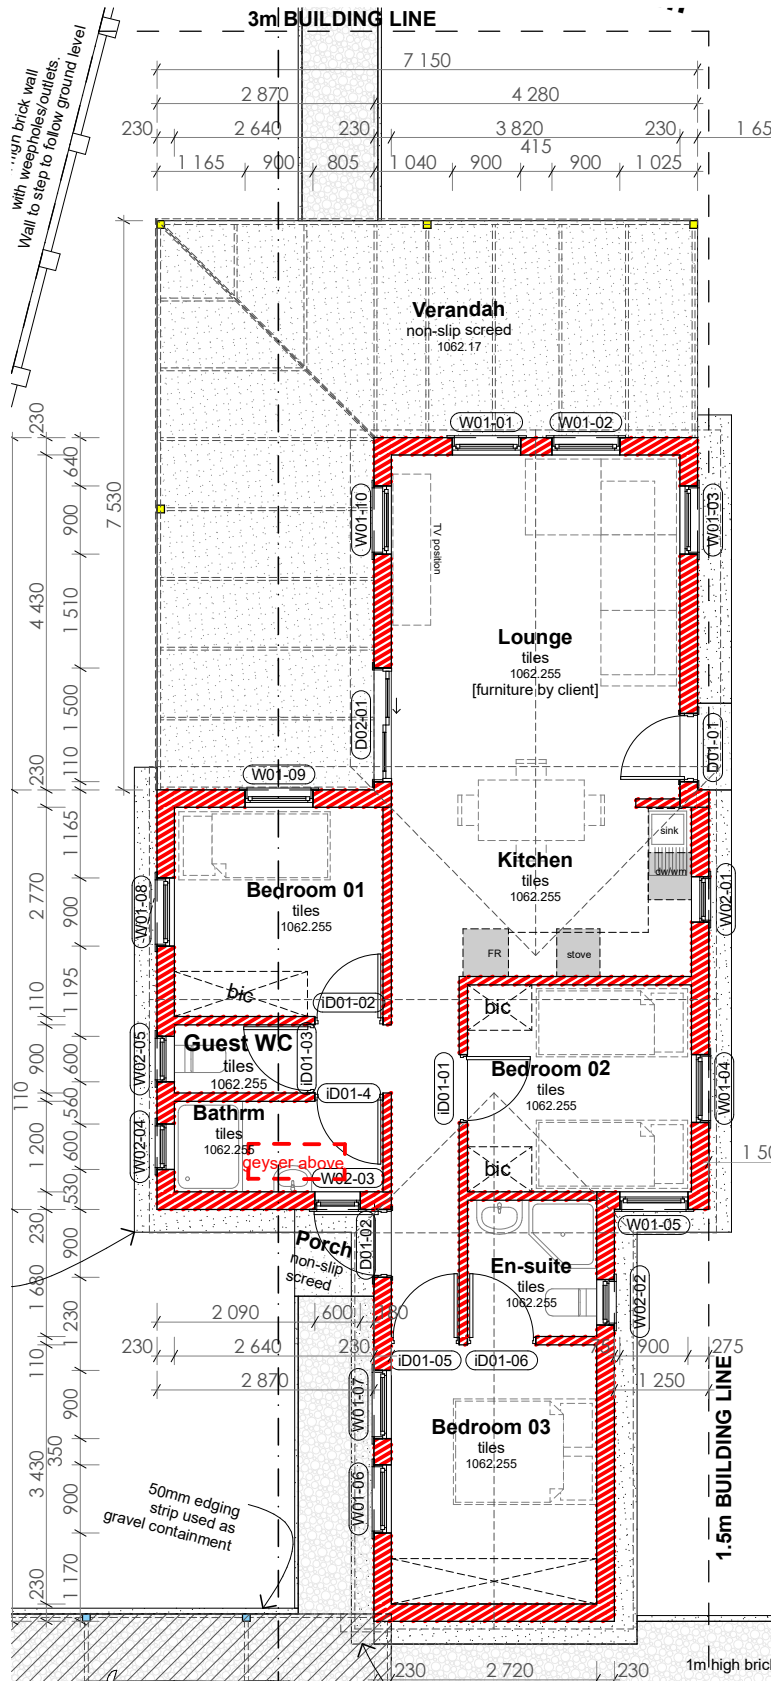 3m BUILDING LINE
7 150
2 870
4 280
230
2 640
230
3 820
230
415
1 165
900
805
1 040
900
900
1 025
high brick wall
with weepholes/outlets.
Wall to step to follow ground level
Verandah
non-slip screed
1062.17
W01-01
W01-02
230
640
7 530
900
W01-10
TV position
W01-03
4 430
1 510
Lounge
tiles
1062.255
[furniture by client]
1 500
D02-01
D01-01
230
110
W01-09
1 165
sink
Kitchen
tiles
1062.255
dw/wm
2 770
900
W01-08
Bedroom 01
tiles
1062.255
W02-01
FR
stove
1 195
110
bic
iD01-02
bic
900
600
W02-05
Guest WC
tiles
1062.255
iD01-03
iD01-01
Bedroom 02
tiles
1062.255
W01-04
110
560
iD01-4
Bathrm
tiles
1062.255
1 200
600
W02-04
geyser above
W02-03
bic
530
230
W01-05
900
D01-02
Porch
non-slip
screed
En-suite
tiles
1062.255
W02-02
1 680
1 230
2 090
600
180
230
2 640
230
900
275
110
iD01-05
iD01-06
2 870
1 250
900
W01-07
Bedroom 03
tiles
1062.255
350
3 430
900
W01-06
1.5m BUILDING LINE
50mm edging
strip used as
gravel containment
1 170
230
1m high brick
230
2 720
230